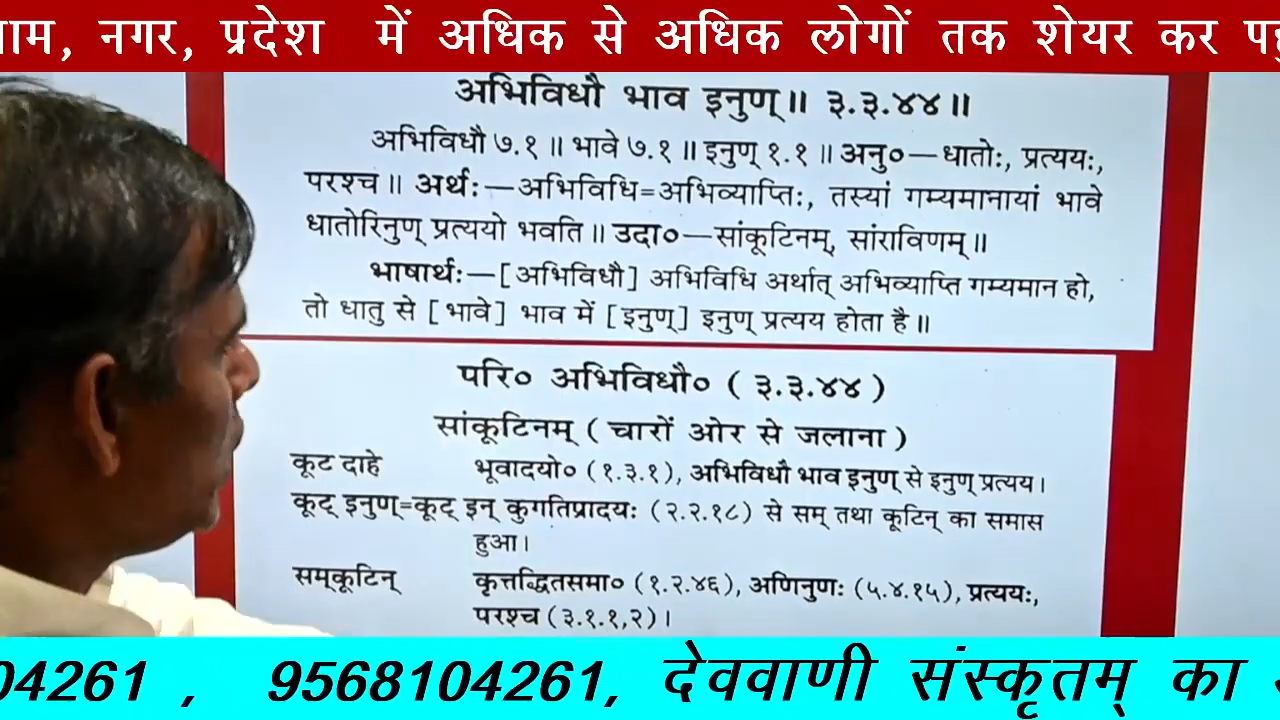 में अधिक से अधिक लोगों तक शेयर कर
नगर, प्रदेश
अभिविधौ भाव इनुण्॥ ३.३.४४॥
अभिविधौ ७.१ ॥ भावे ७.१ ॥ इनुण् १.१ ॥ अनु०—धातोः, प्रत्ययः,
परश्च ॥ अर्थः—अभिविधि=अभिव्याप्तिः, तस्यां गम्यमानायां भावे
धातोरिनुण् प्रत्ययो भवति ॥ उदा०—सांकूटिनम्, सांराविणम् ॥
भाषार्थः—[अभिविधौ] अभिविधि अर्थात् अभिव्याप्ति गम्यमान हो,
तो धातु से [भावे] भाव में [इनुण्] इनुण् प्रत्यय होता है ॥
परि० अभिविधौ० (३.३.४४)
सांकूटिनम् (चारों ओर से जलाना)
कूट दाहे भूवादयो० (१.३.१), अभिविधौ भाव इनुण् से इनुण् प्रत्यय।
कूट् इनुण्=कूट् इन् कुगतिप्रादयः (२.२.१८) से सम् तथा कूटिन् का समास
हुआ।
सम्कूटिन् कृत्तद्धितसमा० (१.२.४६), अणिनुणः (५.४.१५), प्रत्ययः,
परश्च (३.१.१,२)।
04261 , 9568104261, देववाणी संस्कृतम् का